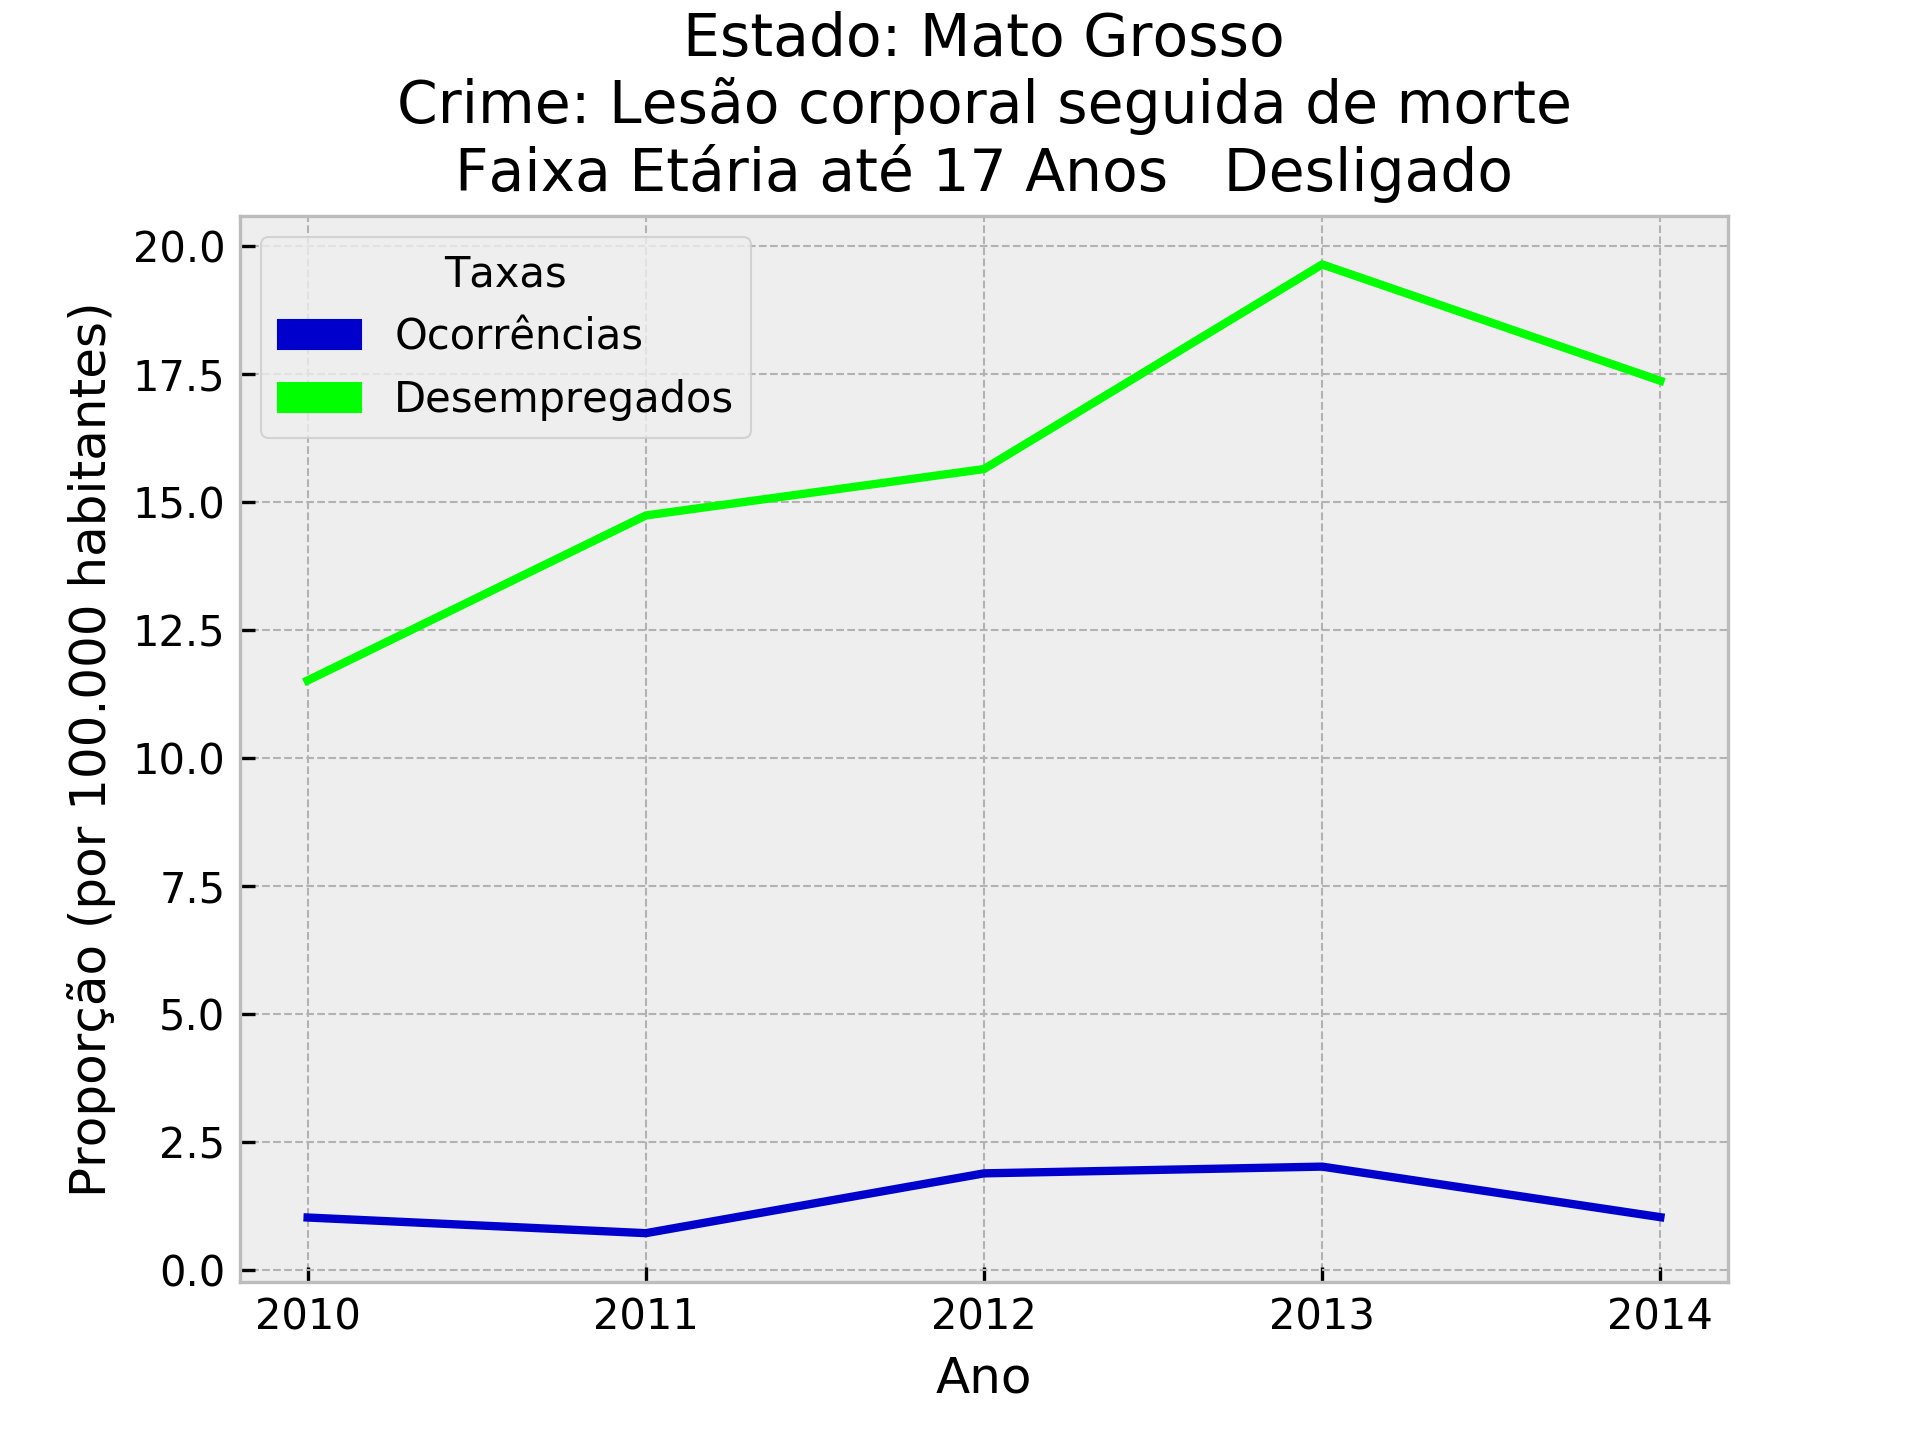 Estado: Mato Grosso
Crime: Lesão corporal seguida de morte
Faixa Etária até 17 Anos   Desligado
Taxas
Ocorrências
Desempregados
Proporção (por 100.000 habitantes)
20.0
17.5
15.0
12.5
10.0
7.5
5.0
2.5
0.0
2010 2011 2012 2013 2014
Ano